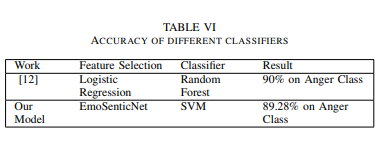 TABLE VI
ACCURACY OF DIFFERENT CLASSIFIERS
Work Feature Selection Classifier Result
[12] Logistic Regression Random Forest 90% on Anger Class
Our Model EmoSenticNet SVM 89.28% on Anger Class